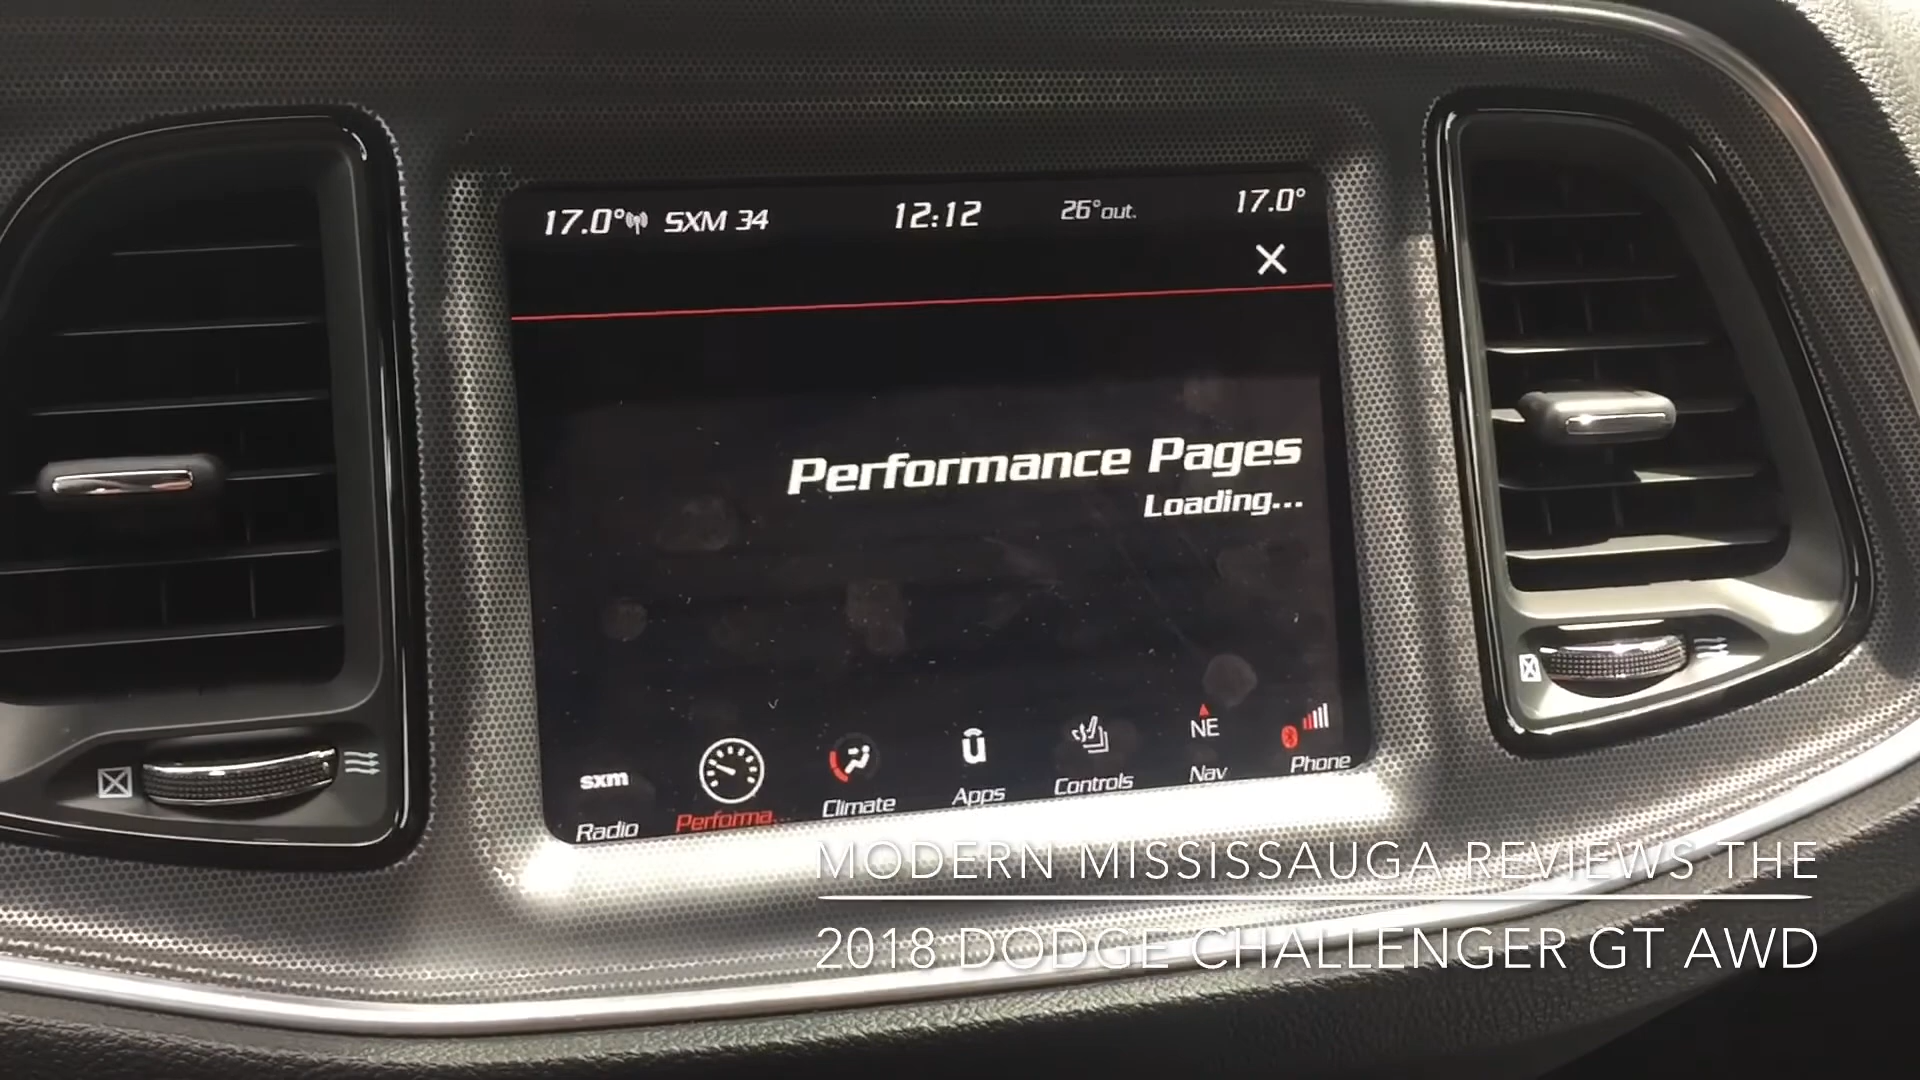 17.0° SXM 34 12:12 26°out. 17.0°
Performance Pages
Loading...
sxm
Radio
Performa...
Climate
Apps
Controls
NE
Nav
Phone
MODERN MISSISSAUGA REVIEWS THE
2018 DODGE CHALLENGER GT AWD